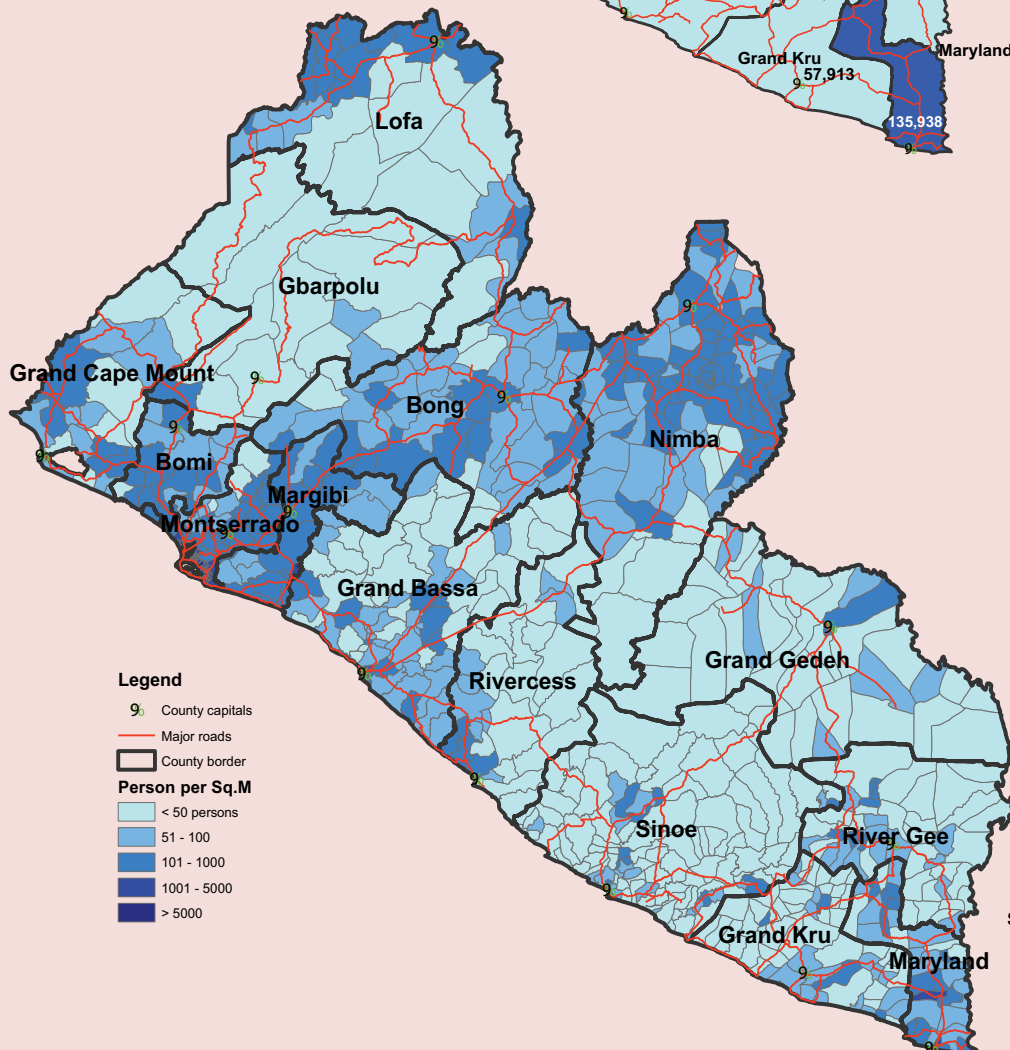 Grand Kru
57,913
Maryland
135,938
Lofa
Gbarpolu
Grand Cape Mount
Bong
Nimba
Bomi
Margibi
Montserrado
Grand Bassa
Grand Gedeh
Rivercess
Sinoe
River Gee
Grand Kru
Maryland
Legend
County capitals
Major roads
County border
Person per Sq.M
< 50 persons
51 - 100
101 - 1000
1001 - 5000
> 5000